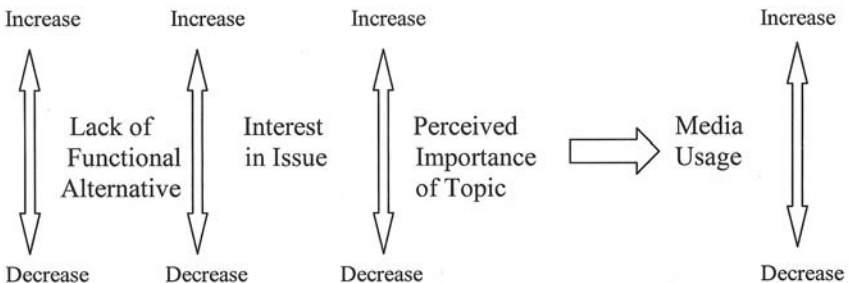 Increase
Increase
Increase
Increase
Lack of
Functional
Alternative
Interest
in Issue
Perceived
Importance
of Topic
Media
Usage
Decrease
Decrease
Decrease
Decrease